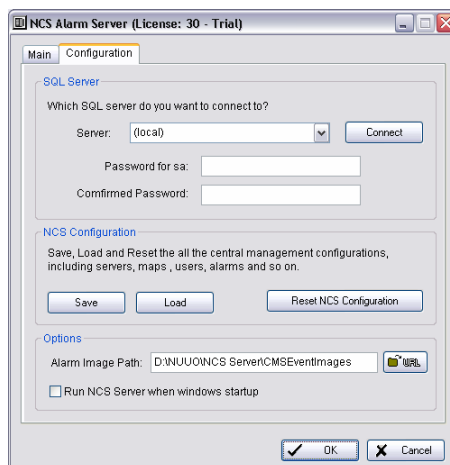 NCS Alarm Server (License: 30 - Trial)
Main Configuration
SQL Server
Which SQL server do you want to connect to?
Server: (local) Connect
Password for sa:
Comfirmed Password:
NCS Configuration
Save, Load and Reset the all the central management configurations,
including servers, maps , users, alarms and so on.
Save Load Reset NCS Configuration
Options
Alarm Image Path: D:\NUUO\NCS Server\CMSEventImages URL
Run NCS Server when windows startup
OK Cancel